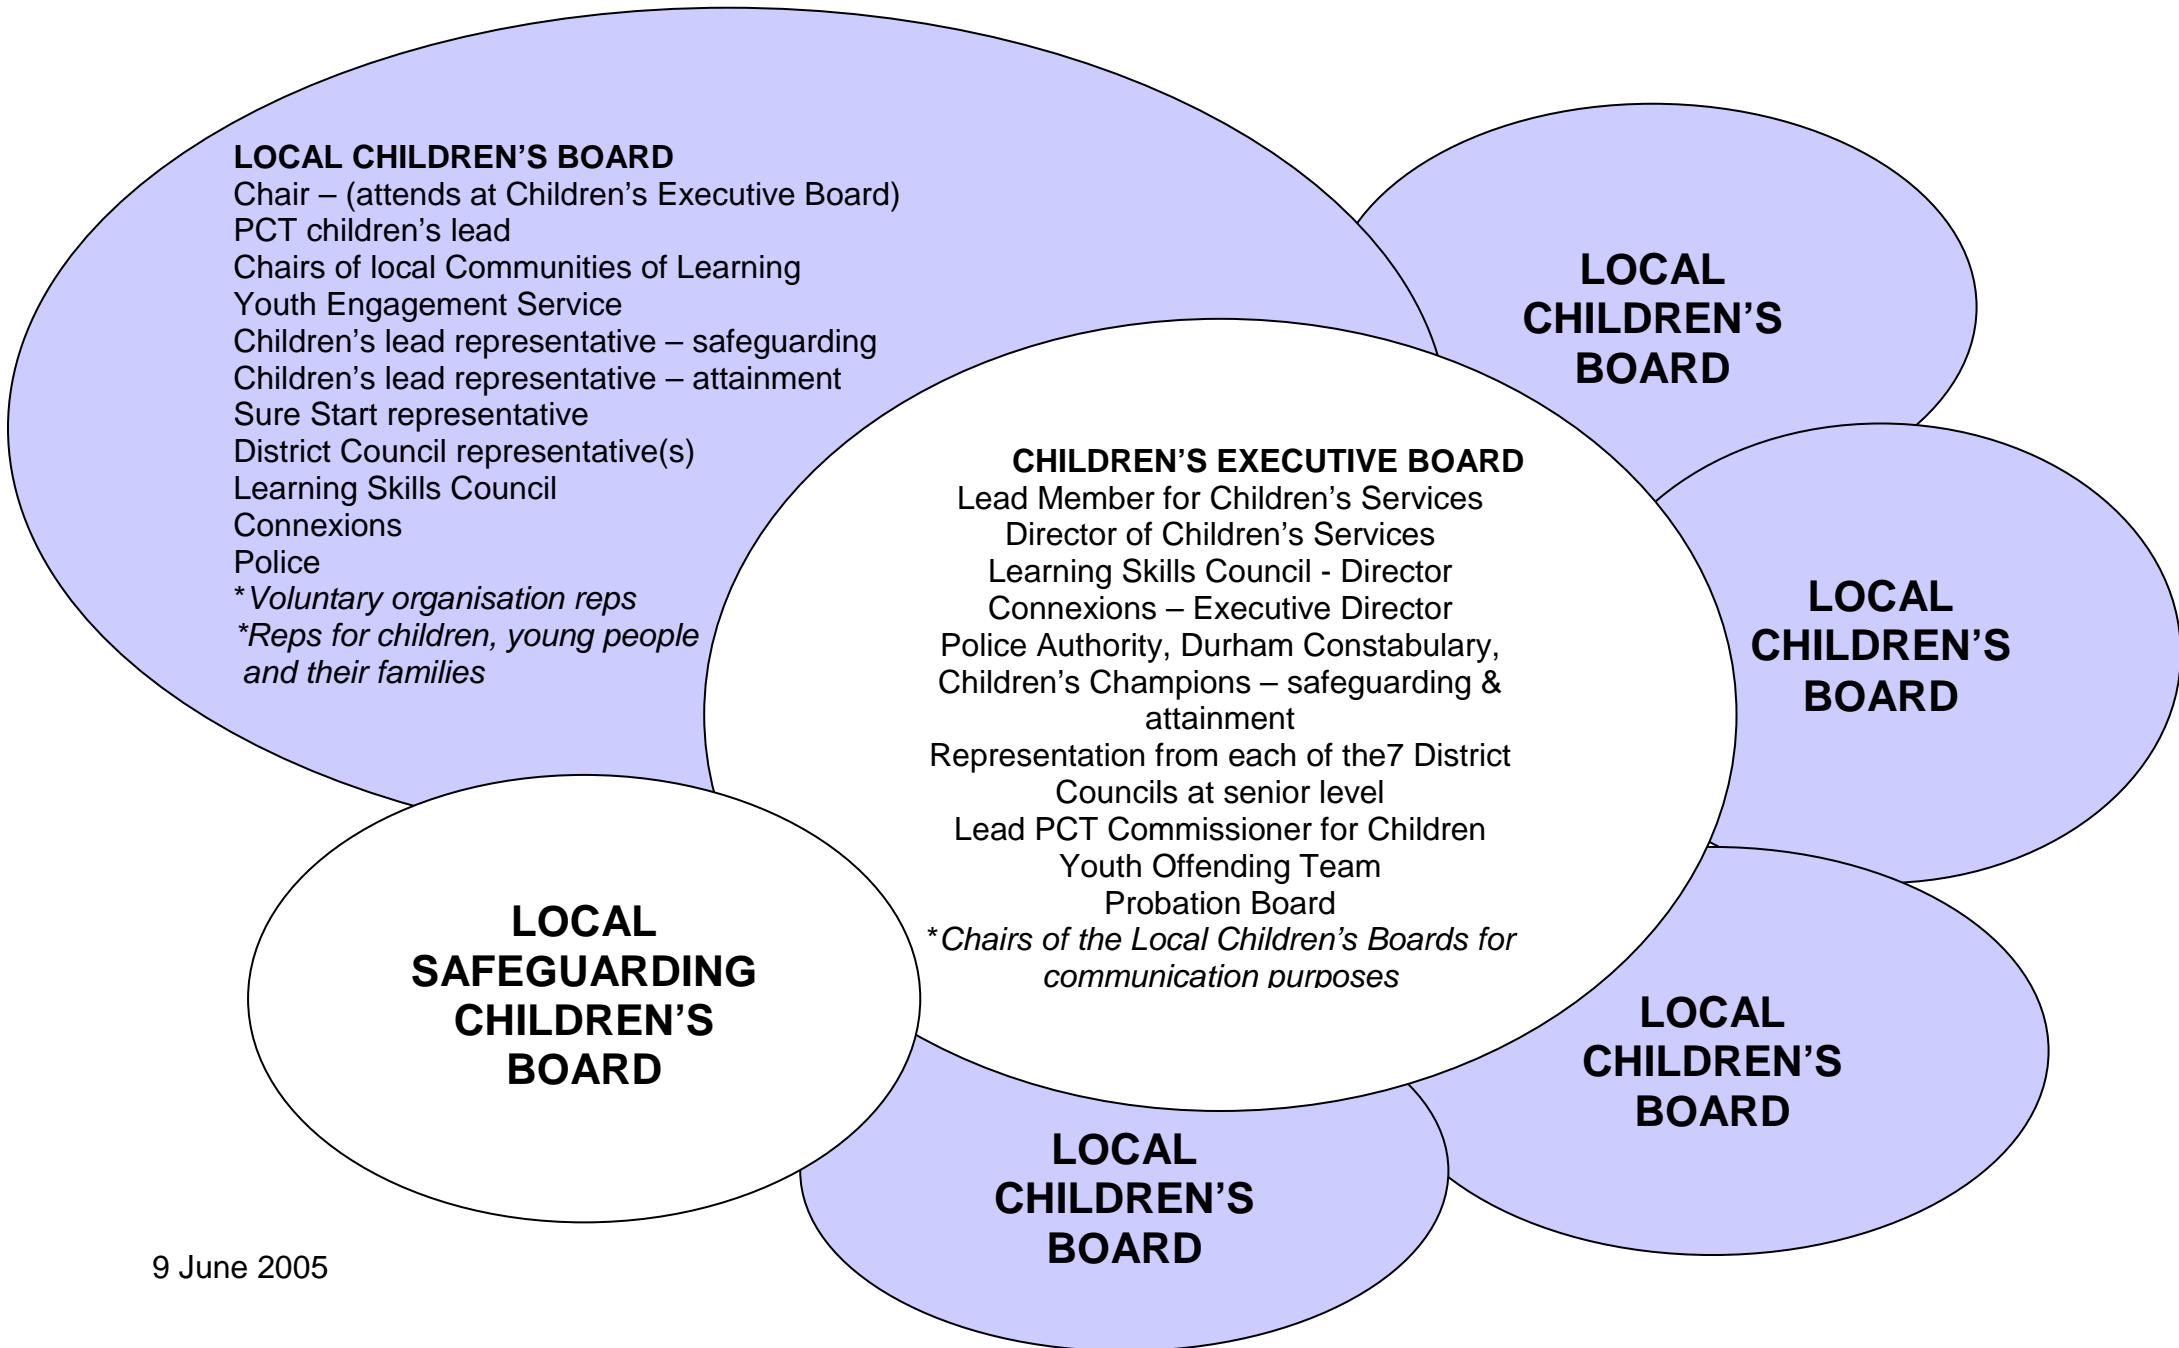 LOCAL CHILDREN’S BOARD
Chair – (attends at Children’s Executive Board)
PCT children’s lead
Chairs of local Communities of Learning
Youth Engagement Service
Children’s lead representative – safeguarding
Children’s lead representative – attainment
Sure Start representative
District Council representative(s)
Learning Skills Council
Connexions
Police
*Voluntary organisation reps
*Reps for children, young people
and their families
LOCAL
CHILDREN’S
BOARD
CHILDREN’S EXECUTIVE BOARD
Lead Member for Children’s Services
Director of Children’s Services
Learning Skills Council - Director
Connexions – Executive Director
Police Authority, Durham Constabulary,
Children’s Champions – safeguarding &
attainment
Representation from each of the7 District
Councils at senior level
Lead PCT Commissioner for Children
Youth Offending Team
Probation Board
*Chairs of the Local Children’s Boards for
communication purposes
LOCAL
CHILDREN’S
BOARD
LOCAL
SAFEGUARDING
CHILDREN’S
BOARD
LOCAL
CHILDREN’S
BOARD
LOCAL
CHILDREN’S
BOARD
9 June 2005